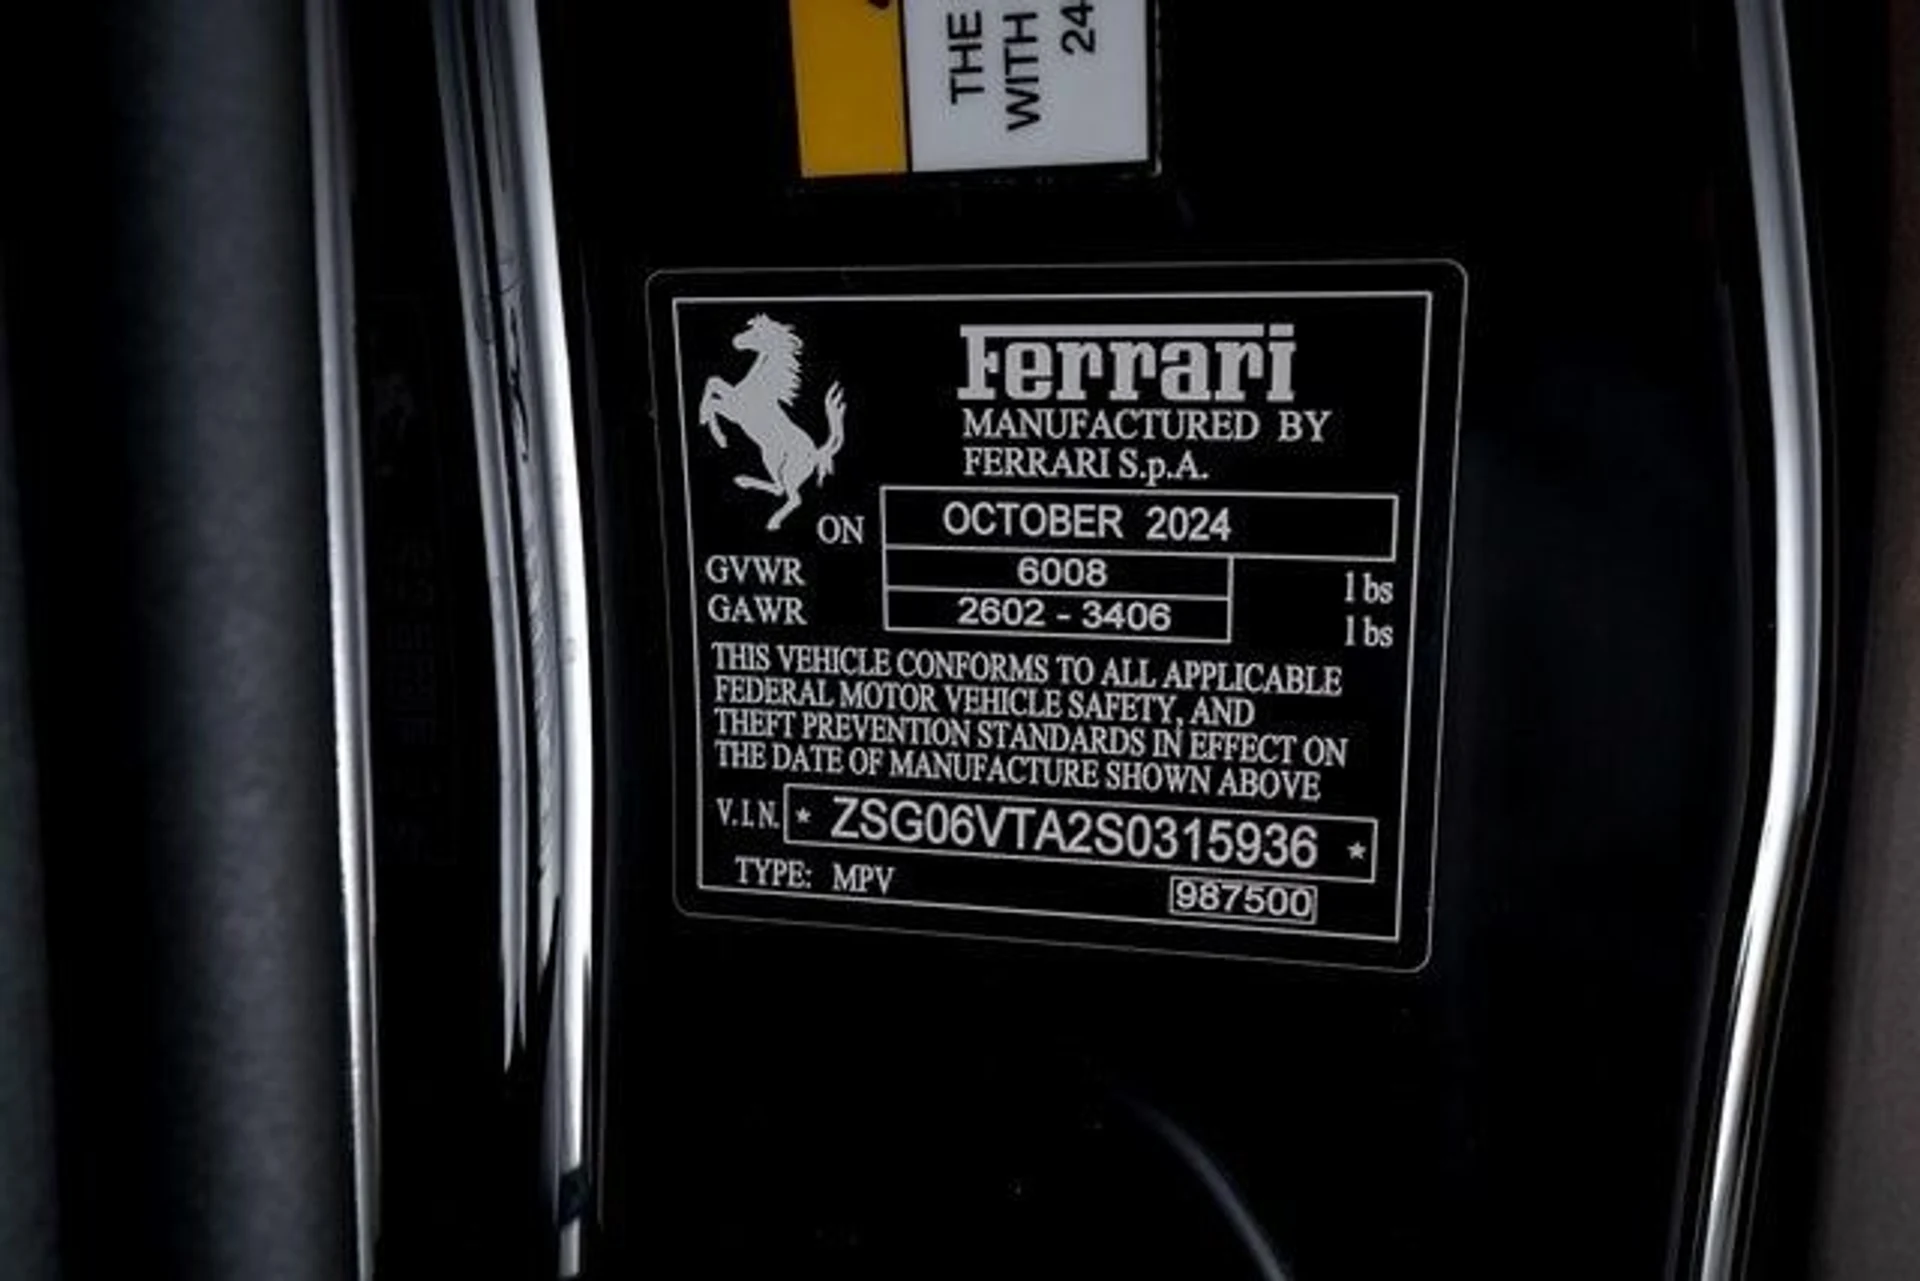 THE
WITH
24
Ferrari
MANUFACTURED BY
FERRARI S.p.A.
ON OCTOBER 2024
GVWR 6008 lbs
GAWR 2602 - 3406 lbs
THIS VEHICLE CONFORMS TO ALL APPLICABLE
FEDERAL MOTOR VEHICLE SAFETY, AND
THEFT PREVENTION STANDARDS IN EFFECT ON
THE DATE OF MANUFACTURE SHOWN ABOVE
V.I.N. * ZSG06VTA2S0315936 *
TYPE: MPV 987500